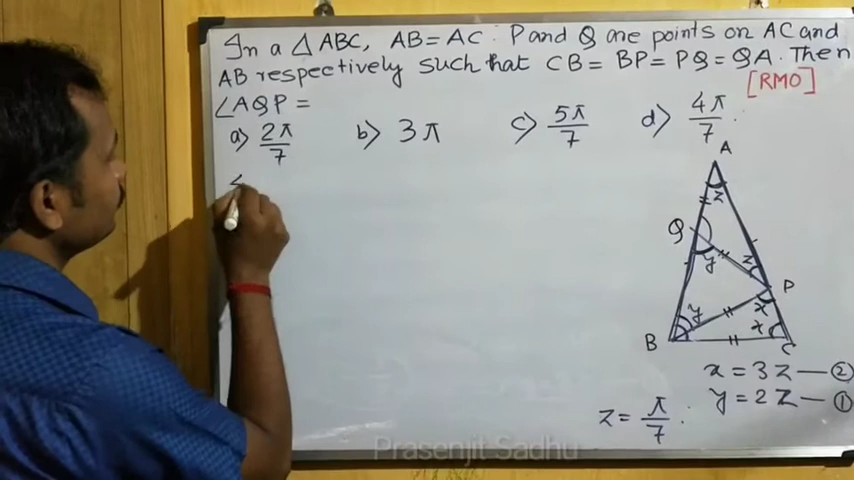 In a △ABC, AB = AC. P and Q are points on AC and
AB respectively such that CB = BP = PQ = QA. Then
[RMO]
∠AQP =
a) 2π/7 b) 3π c) 5π/7 d) 4π/7.
∠
A
z
Q
y
z
P
y
x
x
B
C
x = 3z —②
y = 2z —①
z = π/7.
Prasenjit Sadhu